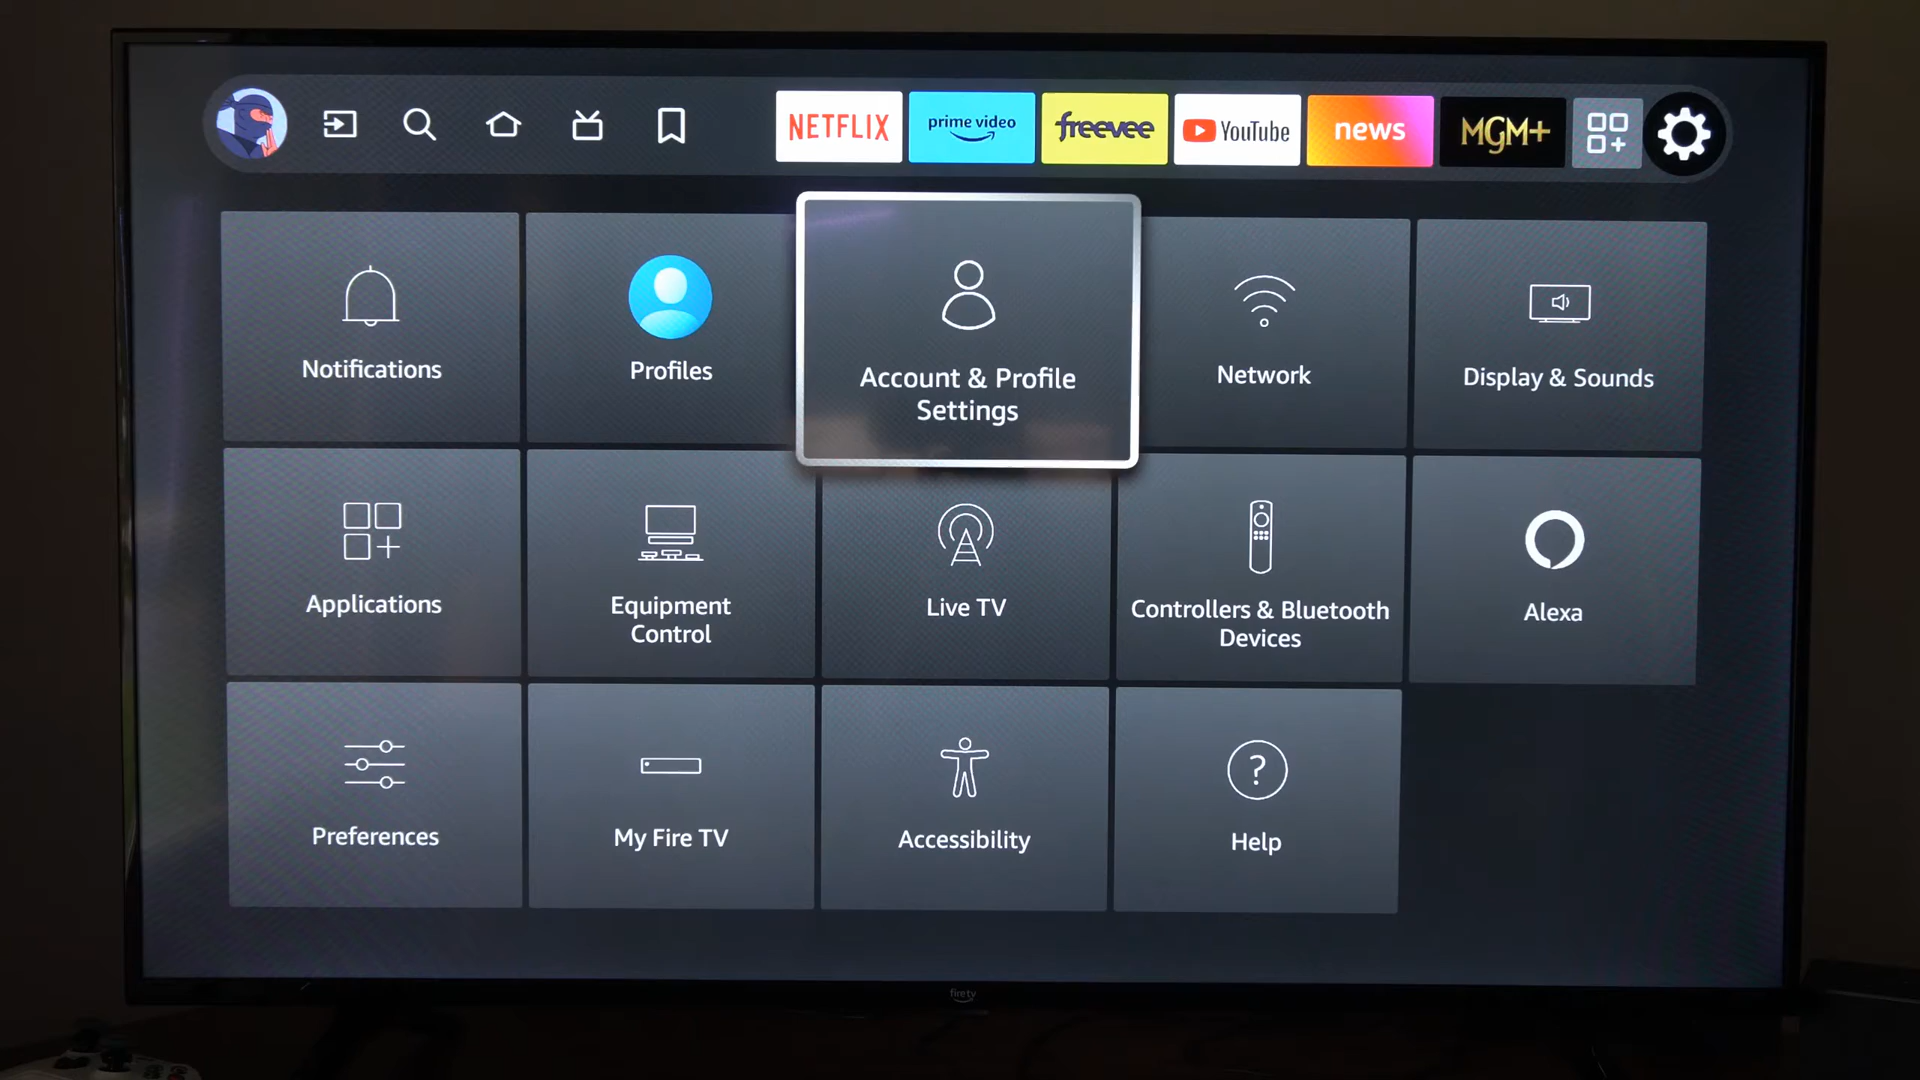 NETFLIX
prime video
freevee
YouTube
news
MGM+
Notifications
Profiles
Account & Profile
Settings
Network
Display & Sounds
Applications
Equipment
Control
Live TV
Controllers & Bluetooth
Devices
Alexa
Preferences
My Fire TV
Accessibility
?
Help
firetv